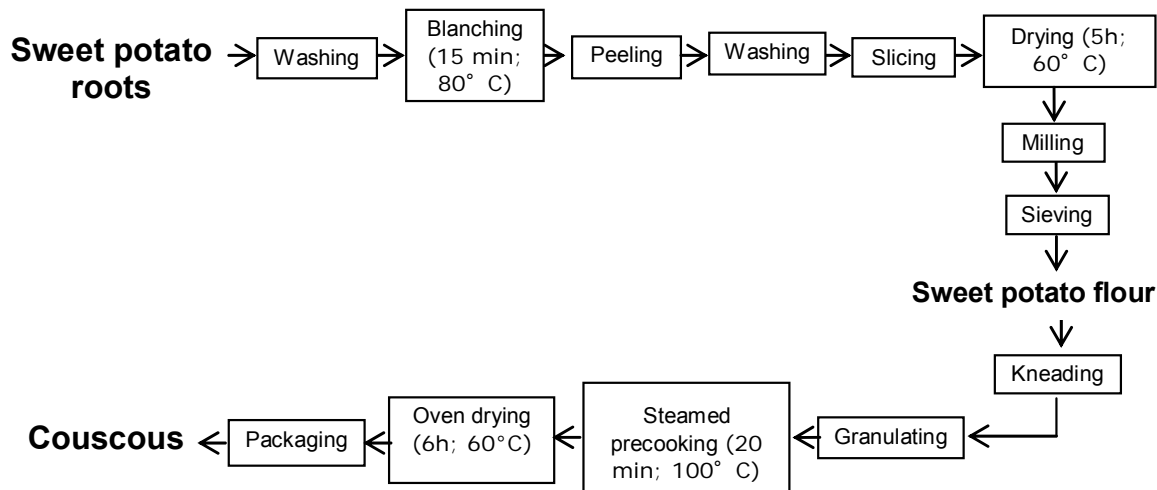 Sweet potato
roots
Washing
Blanching
(15 min;
80° C)
Peeling
Washing
Slicing
Drying (5h;
60° C)
Milling
Sieving
Sweet potato flour
Kneading
Granulating
Steamed
precooking (20
min; 100° C)
Oven drying
(6h; 60°C)
Packaging
Couscous